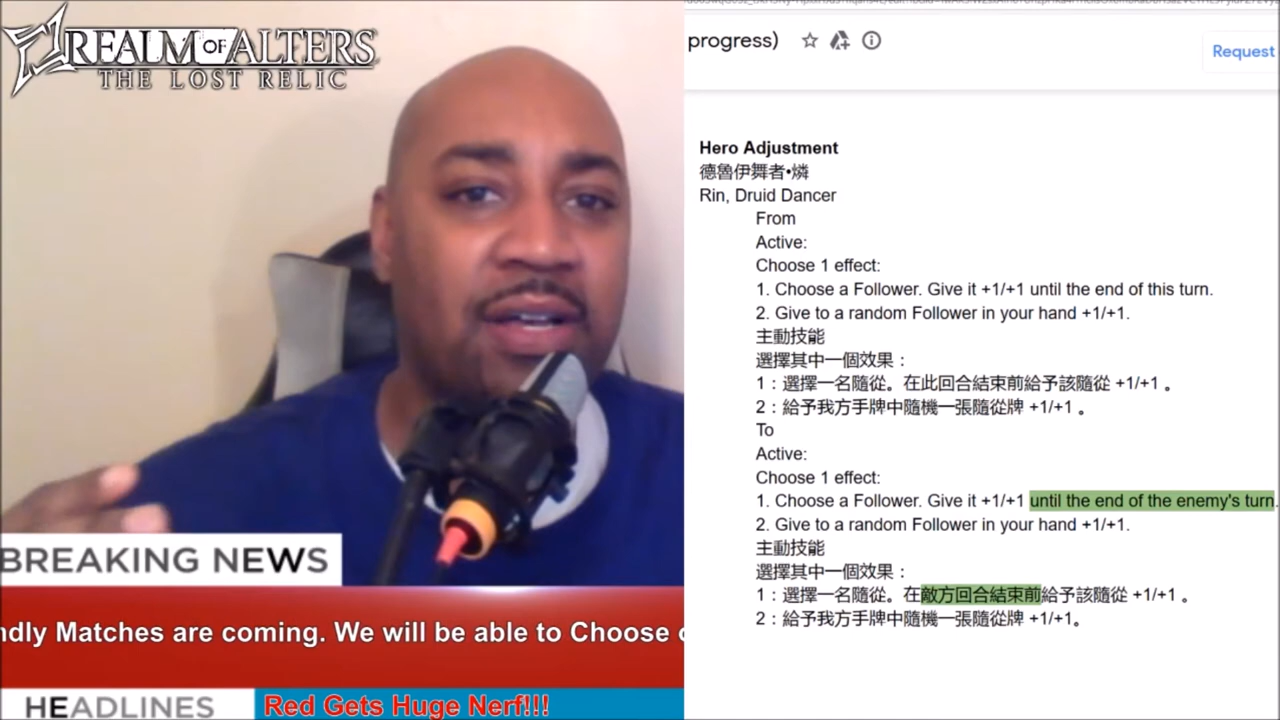 REALM OF ALTERS
THE LOST RELIC
progress)
Request
Hero Adjustment
德魯伊舞者•燐
Rin, Druid Dancer
From
Active:
Choose 1 effect:
1. Choose a Follower. Give it +1/+1 until the end of this turn.
2. Give to a random Follower in your hand +1/+1.
主動技能
選擇其中一個效果：
1：選擇一名隨從。在此回合結束前給予該隨從 +1/+1 。
2：給予我方手牌中隨機一張隨從牌 +1/+1 。
To
Active:
Choose 1 effect:
1. Choose a Follower. Give it +1/+1 until the end of the enemy's turn.
2. Give to a random Follower in your hand +1/+1.
主動技能
選擇其中一個效果：
1：選擇一名隨從。在敵方回合結束前給予該隨從 +1/+1 。
2：給予我方手牌中隨機一張隨從牌 +1/+1。
BREAKING NEWS
ndly Matches are coming. We will be able to Choose
HEADLINES
Red Gets Huge Nerf!!!